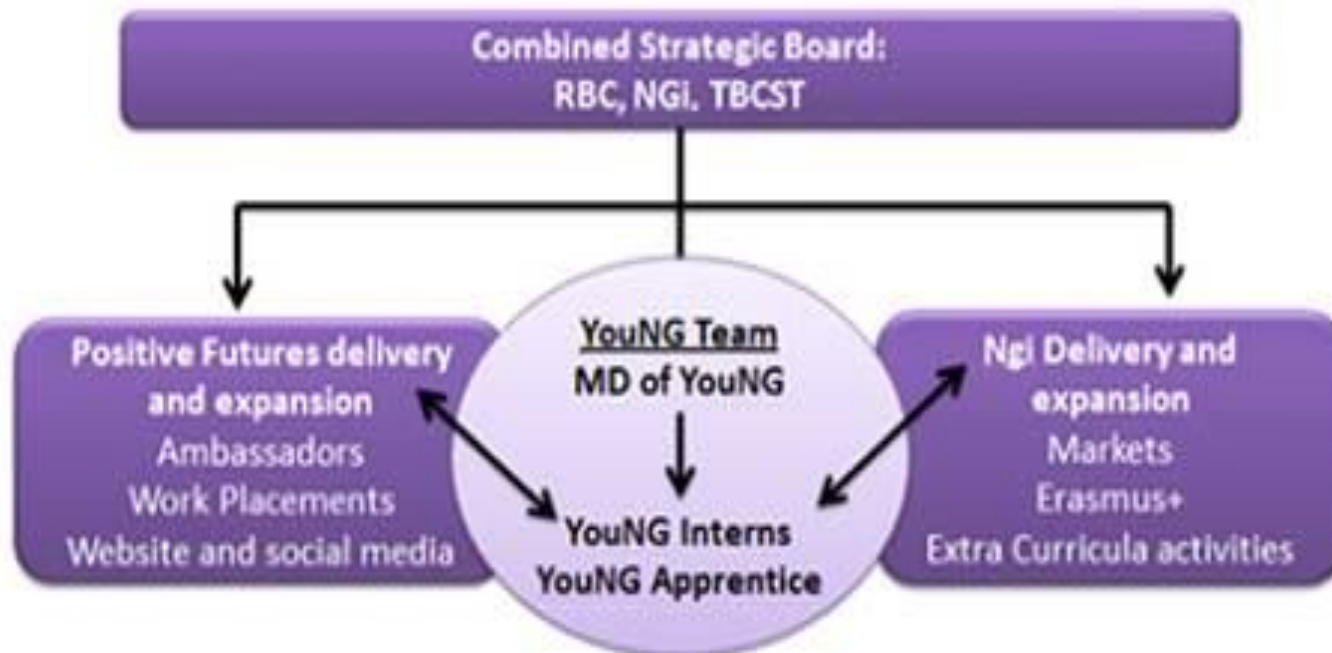 Combined Strategic Board:
RBC, NGi. TBCST
Positive Futures delivery
and expansion
Ambassadors
Work Placements
Website and social media
YouNG Team
MD of YouNG
YouNG Interns
YouNG Apprentice
Ngi Delivery and
expansion
Markets
Erasmus+
Extra Curricula activities